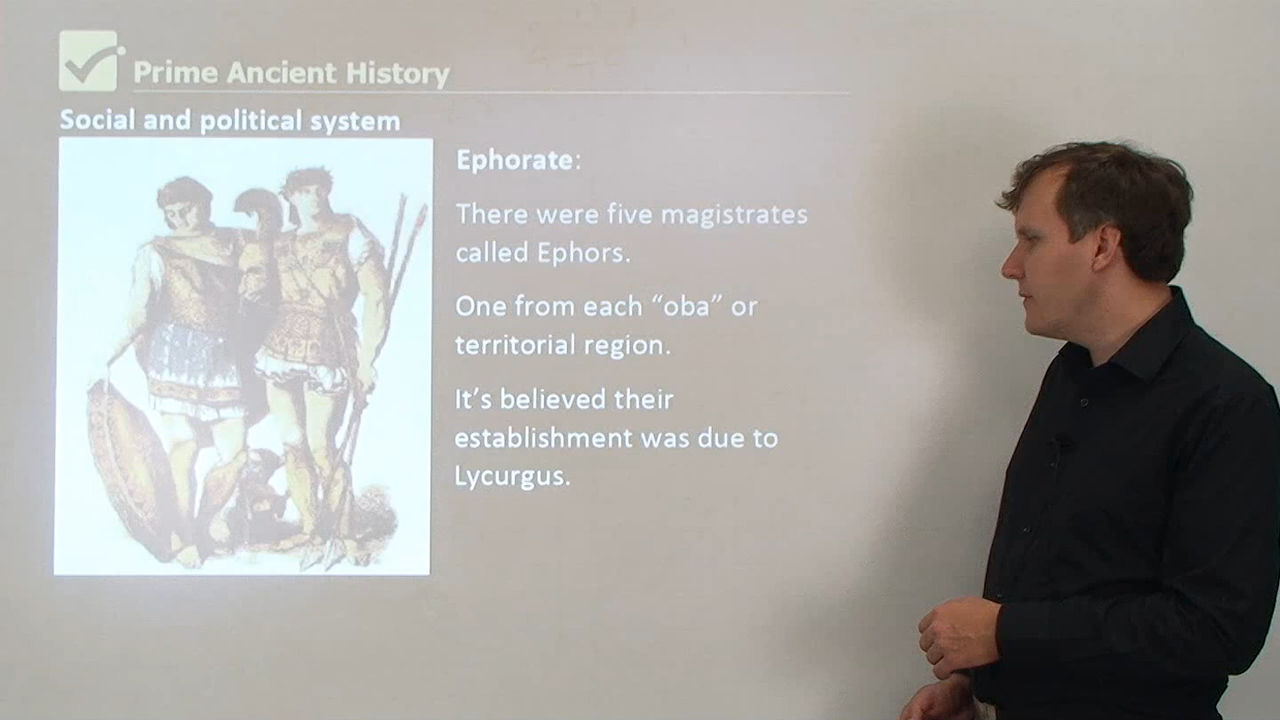 Prime Ancient History
Social and political system
Ephorate:
There were five magistrates
called Ephors.
One from each “oba” or
territorial region.
It’s believed their
establishment was due to
Lycurgus.